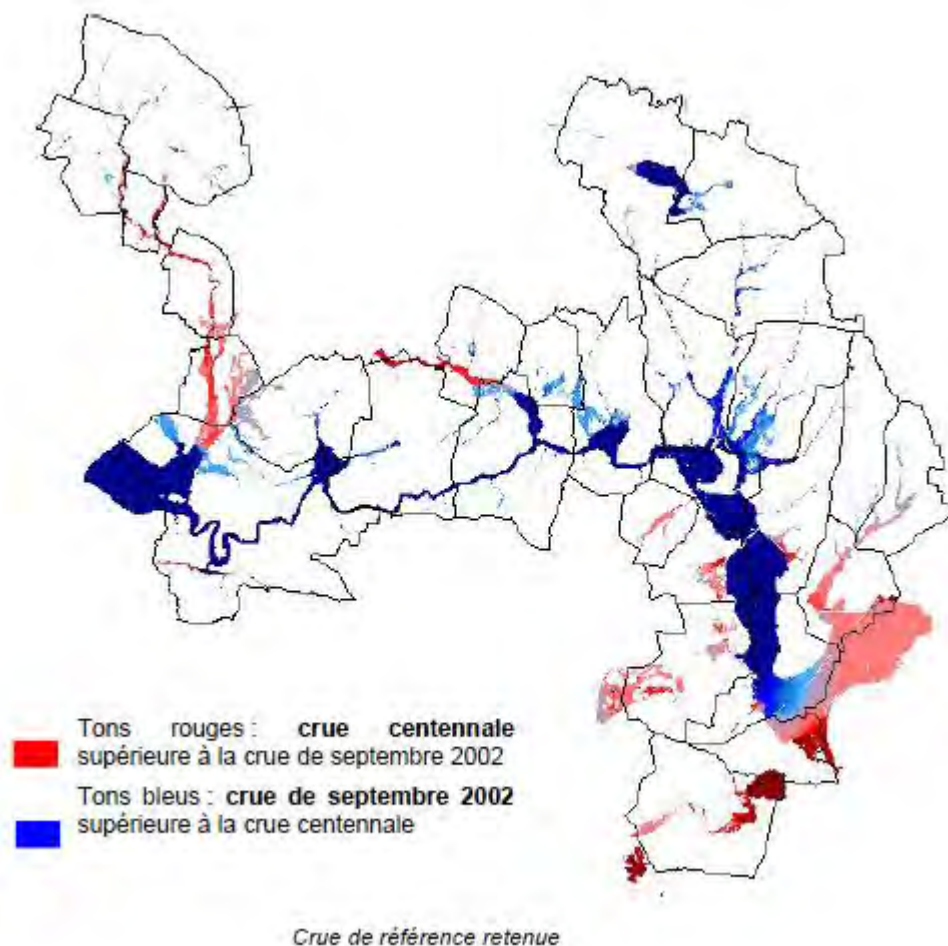 Tons rouges : crue centennale
supérieure à la crue de septembre 2002
Tons bleus : crue de septembre 2002
supérieure à la crue centennale
Crue de référence retenue